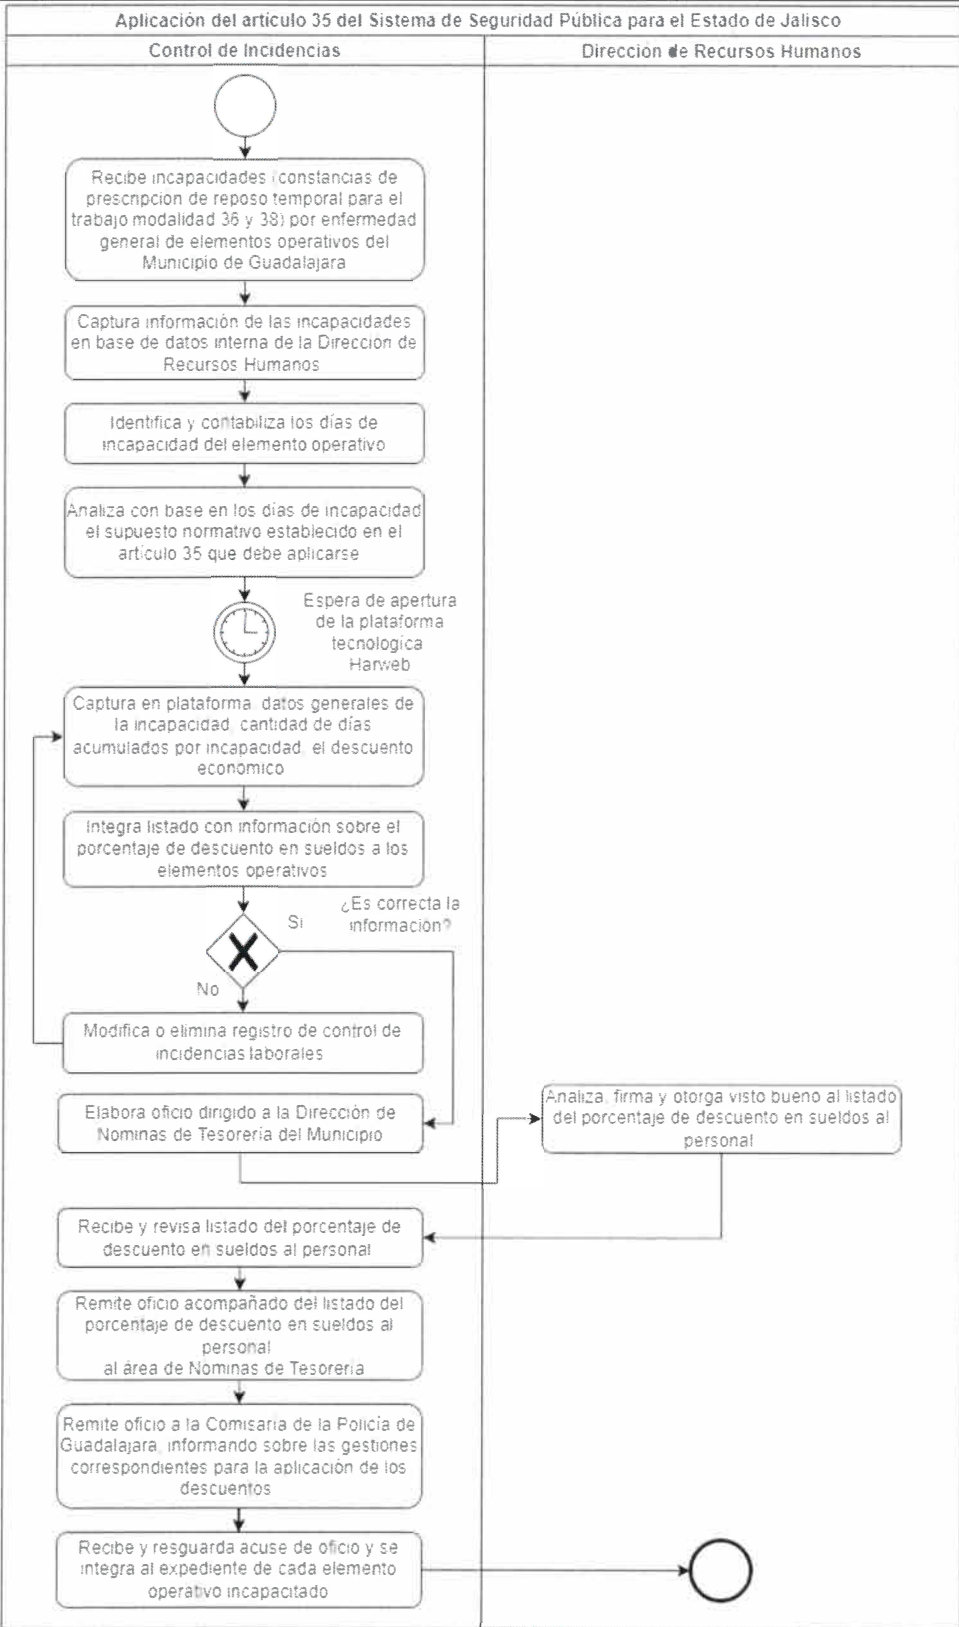 Aplicación del artículo 35 del Sistema de Seguridad Pública para el Estado de Jalisco
Control de Incidencias
Dirección de Recursos Humanos
Recibe incapacidades (constancias de
prescripción de reposo temporal para el
trabajo modalidad 36 y 38) por enfermedad
general de elementos operativos del
Municipio de Guadalajara
Captura información de las incapacidades
en base de datos interna de la Dirección de
Recursos Humanos
Identifica y contabiliza los días de
incapacidad del elemento operativo
Analiza con base en los días de incapacidad
el supuesto normativo establecido en el
artículo 35 que debe aplicarse
Espera de apertura
de la plataforma
tecnologica
Harweb
Captura en plataforma, datos generales de
la incapacidad, cantidad de días
acumulados por incapacidad, el descuento
económico
Integra listado con información sobre el
porcentaje de descuento en sueldos a los
elementos operativos
¿Es correcta la
información?
Si
No
Modifica o elimina registro de control de
incidencias laborales
Elabora oficio dirigido a la Dirección de
Nominas de Tesorería del Municipio
Analiza, firma y otorga visto bueno al listado
del porcentaje de descuento en sueldos al
personal
Recibe y revisa listado del porcentaje de
descuento en sueldos al personal
Remite oficio acompañado del listado del
porcentaje de descuento en sueldos al
personal
al área de Nominas de Tesorería
Remite oficio a la Comisaria de la Policía de
Guadalajara, informando sobre las gestiones
correspondientes para la aplicación de los
descuentos
Recibe y resguarda acuse de oficio y se
integra al expediente de cada elemento
operativo incapacitado